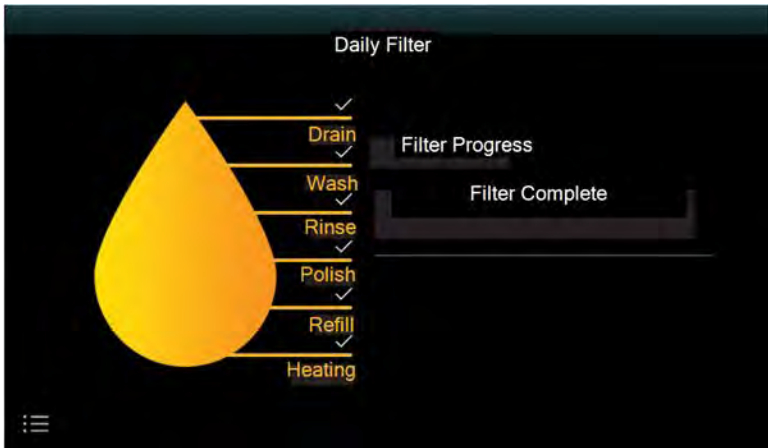 Daily Filter
Drain
Wash
Rinse
Polish
Refill
Heating
Filter Progress
Filter Complete